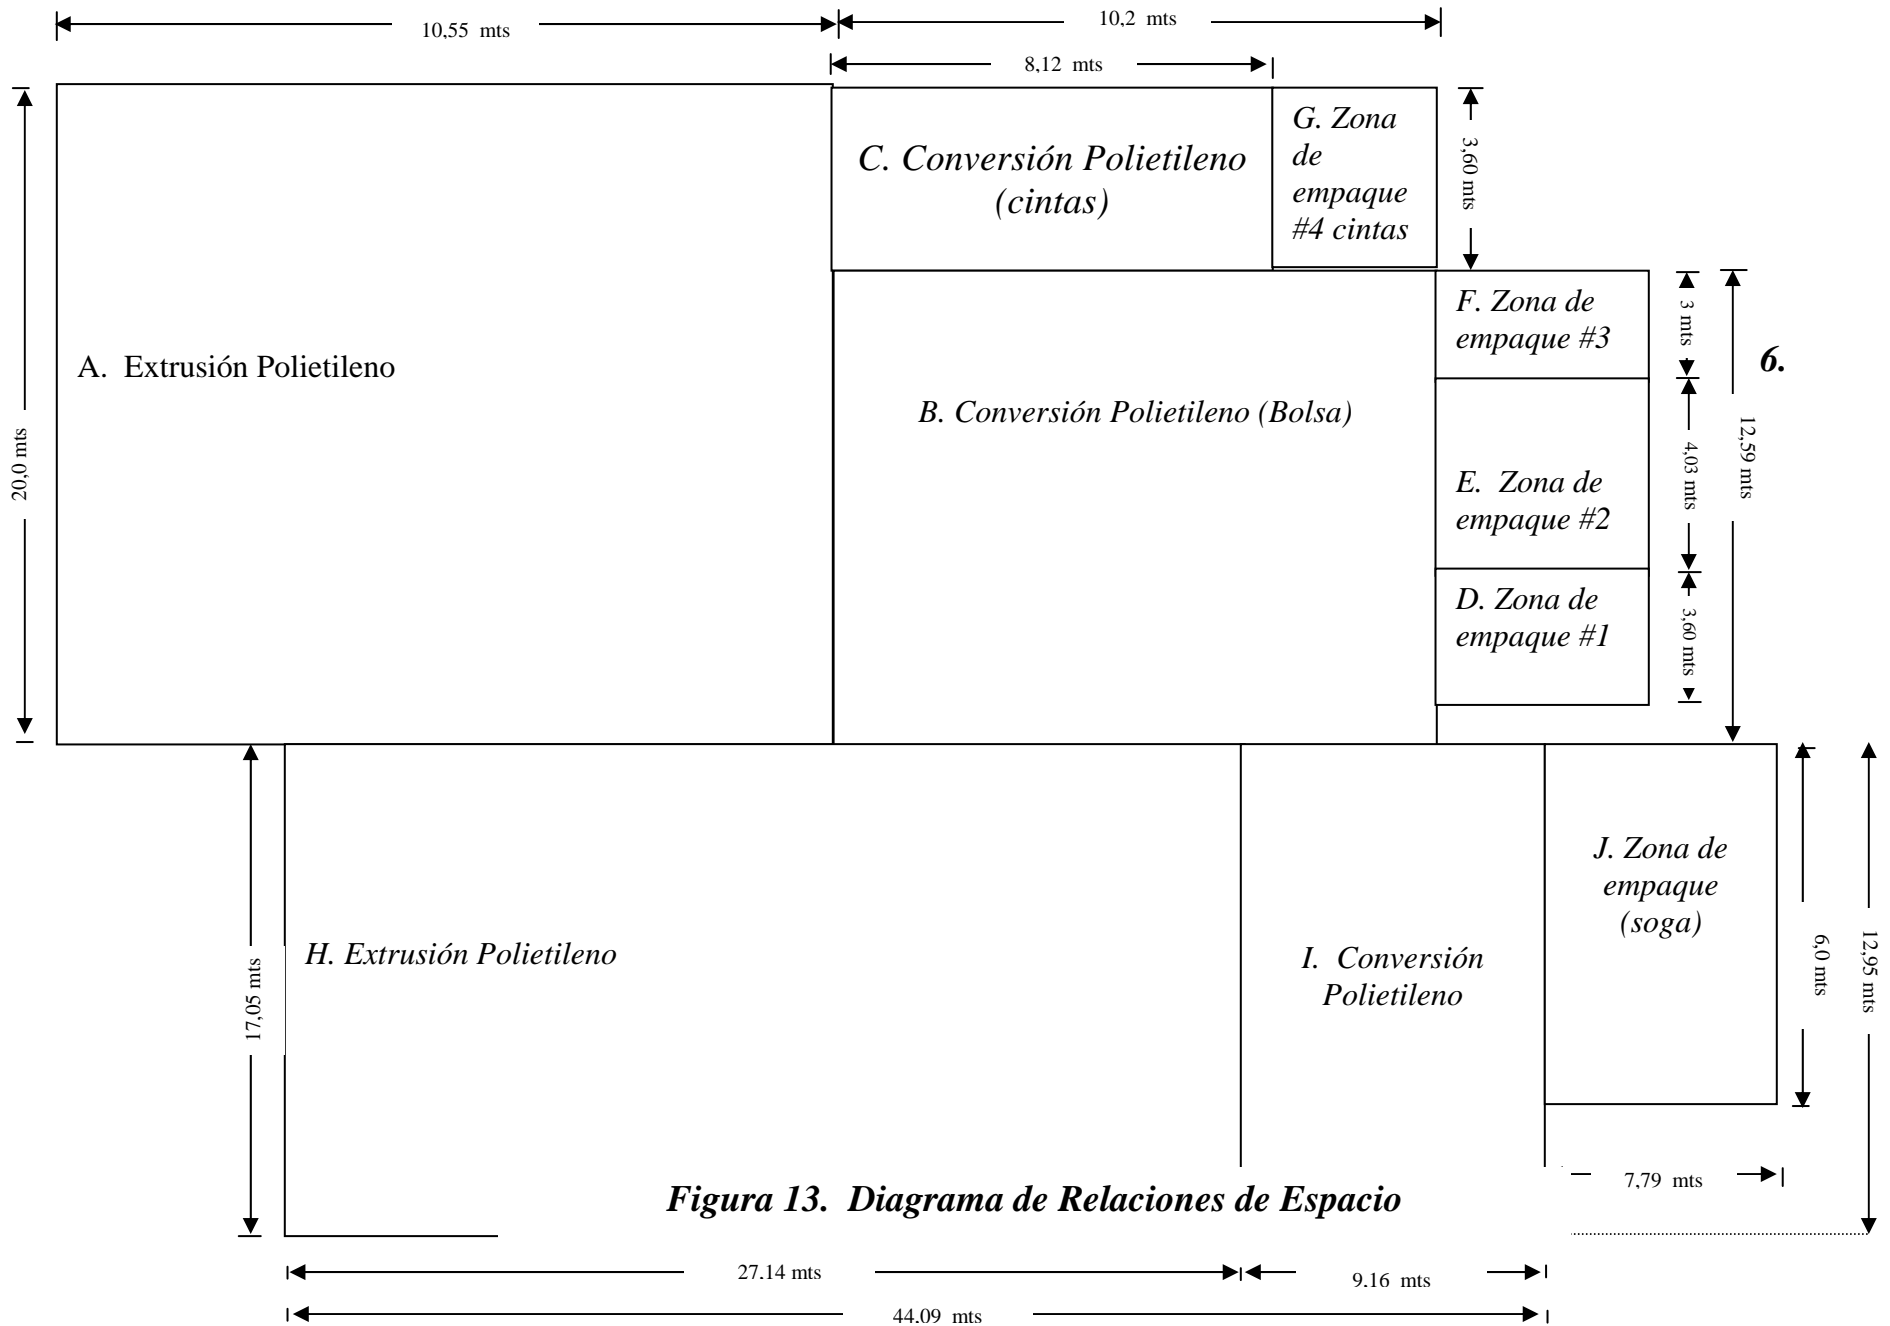 10,55 mts
10,2 mts
8,12 mts
G. Zona
de
empaque
#4 cintas
3,60 mts
C. Conversión Polietileno
(cintas)
F. Zona de
empaque #3
3 mts
6.
A. Extrusión Polietileno
B. Conversión Polietileno (Bolsa)
20,0 mts
E. Zona de
empaque #2
4,03 mts
12,59 mts
D. Zona de
empaque #1
3,60 mts
J. Zona de
empaque
(soga)
H. Extrusión Polietileno
I. Conversión
Polietileno
17,05 mts
6,0 mts
12,95 mts
7,79 mts
Figura 13. Diagrama de Relaciones de Espacio
27,14 mts
9,16 mts
44,09 mts